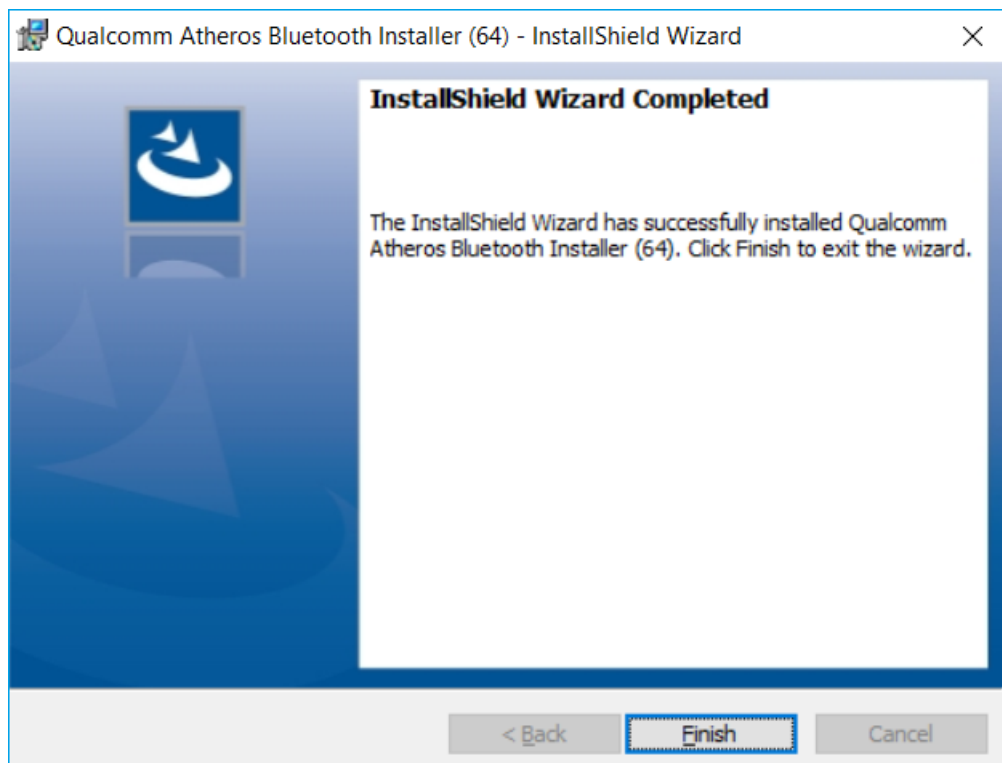 Qualcomm Atheros Bluetooth Installer (64) - InstallShield Wizard
InstallShield Wizard Completed
The InstallShield Wizard has successfully installed Qualcomm
Atheros Bluetooth Installer (64). Click Finish to exit the wizard.
< Back Finish Cancel